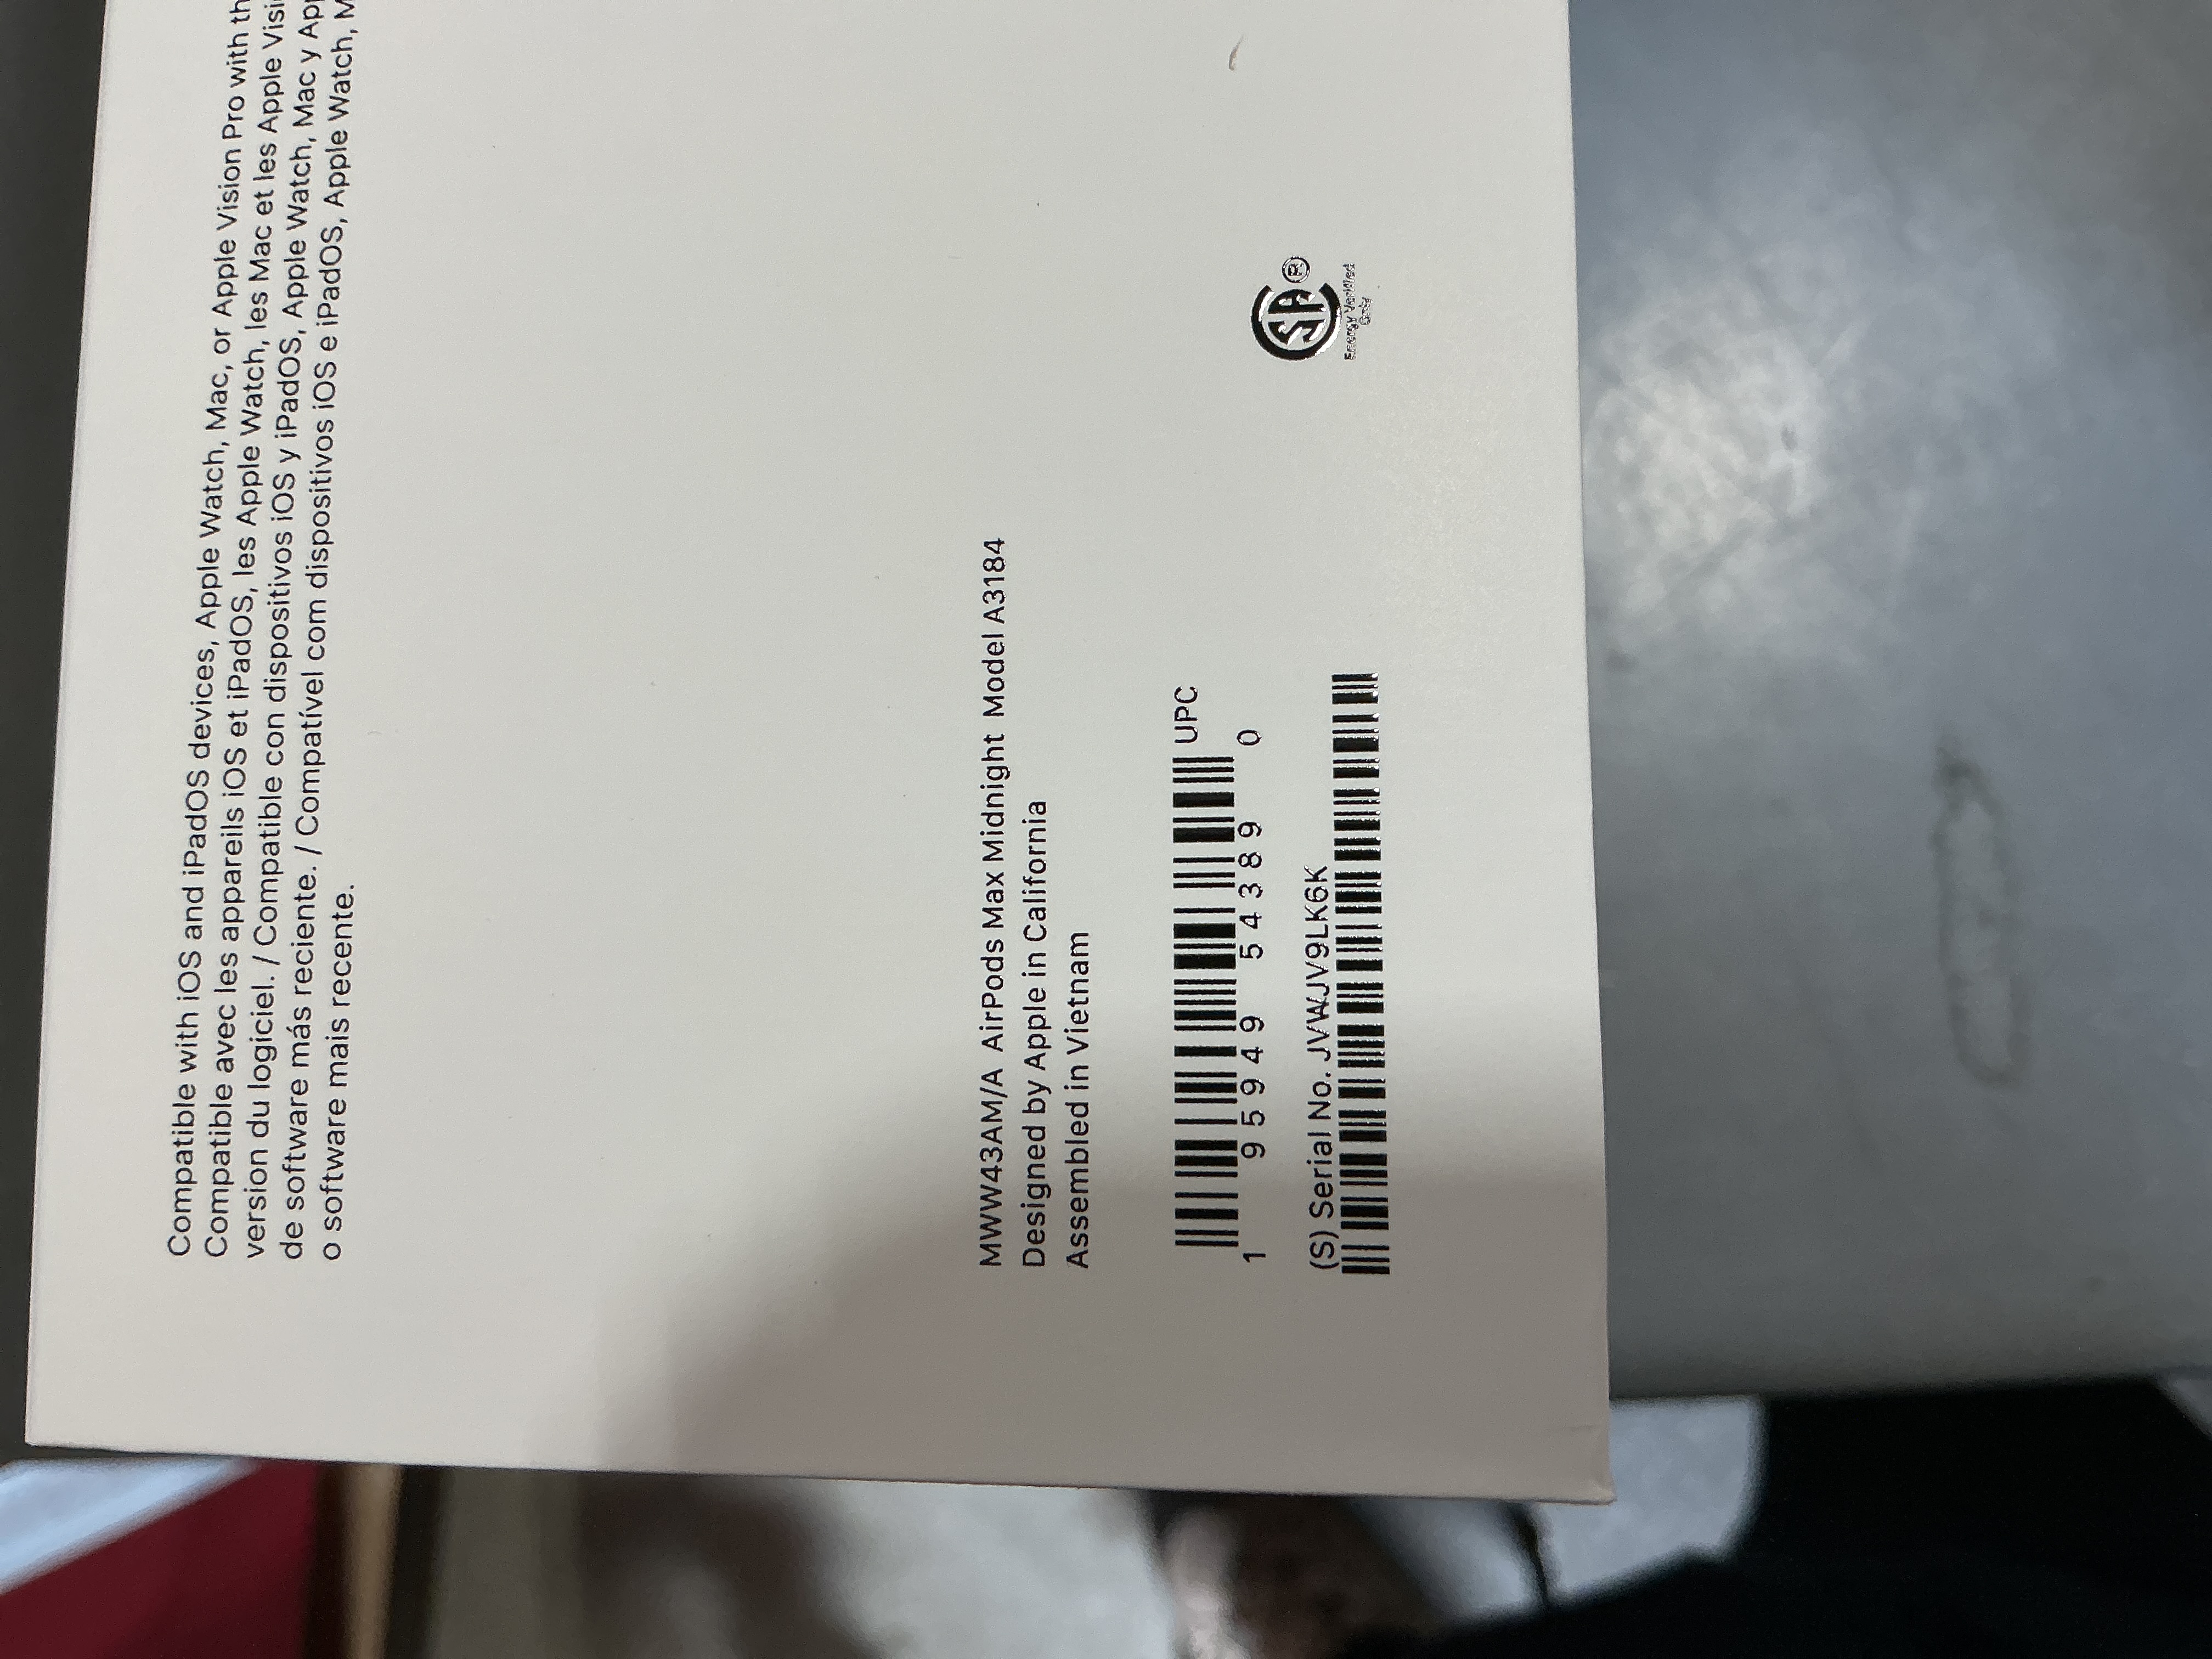 Compatible with iOS and iPadOS devices, Apple Watch, Mac, or Apple Vision Pro with
Compatible avec les appareils iOS et iPadOS, les Apple Watch, les Mac et les Apple
version du logiciel. / Compatible con dispositivos iOS y iPadOS, Apple Watch, Mac y
de software más reciente. / Compatível com dispositivos iOS e iPadOS, Apple Watch,
o software mais recente.
MWW43AM/A AirPods Max Midnight Model A3184
Designed by Apple in California
Assembled in Vietnam
UPC
1 95949 54389 0
(S) Serial No. JVWJV9LK6K
SA®
Energy Verified